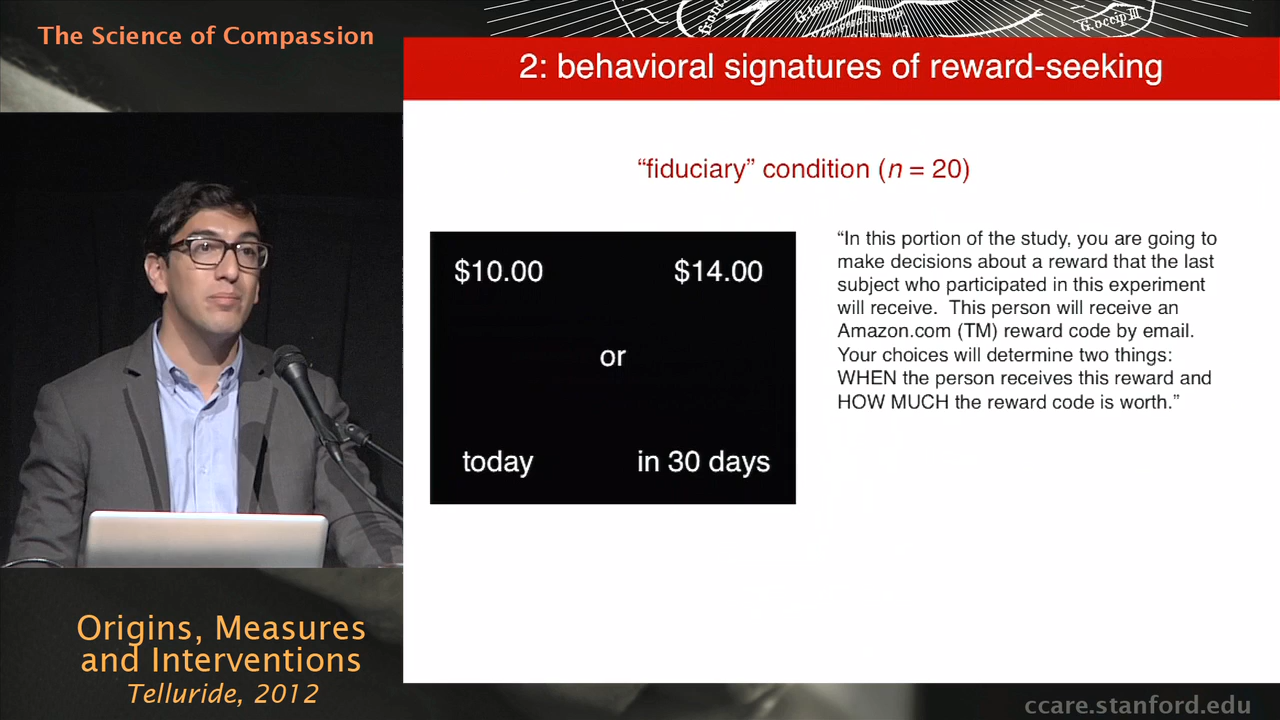 The Science of Compassion
G.occip III
2: behavioral signatures of reward-seeking
“fiduciary” condition (n = 20)
$10.00 $14.00
or
today in 30 days
“In this portion of the study, you are going to
make decisions about a reward that the last
subject who participated in this experiment
will receive.  This person will receive an
Amazon.com (TM) reward code by email.
Your choices will determine two things:
WHEN the person receives this reward and
HOW MUCH the reward code is worth.”
Origins, Measures
and Interventions
Telluride, 2012
ccare.stanford.edu